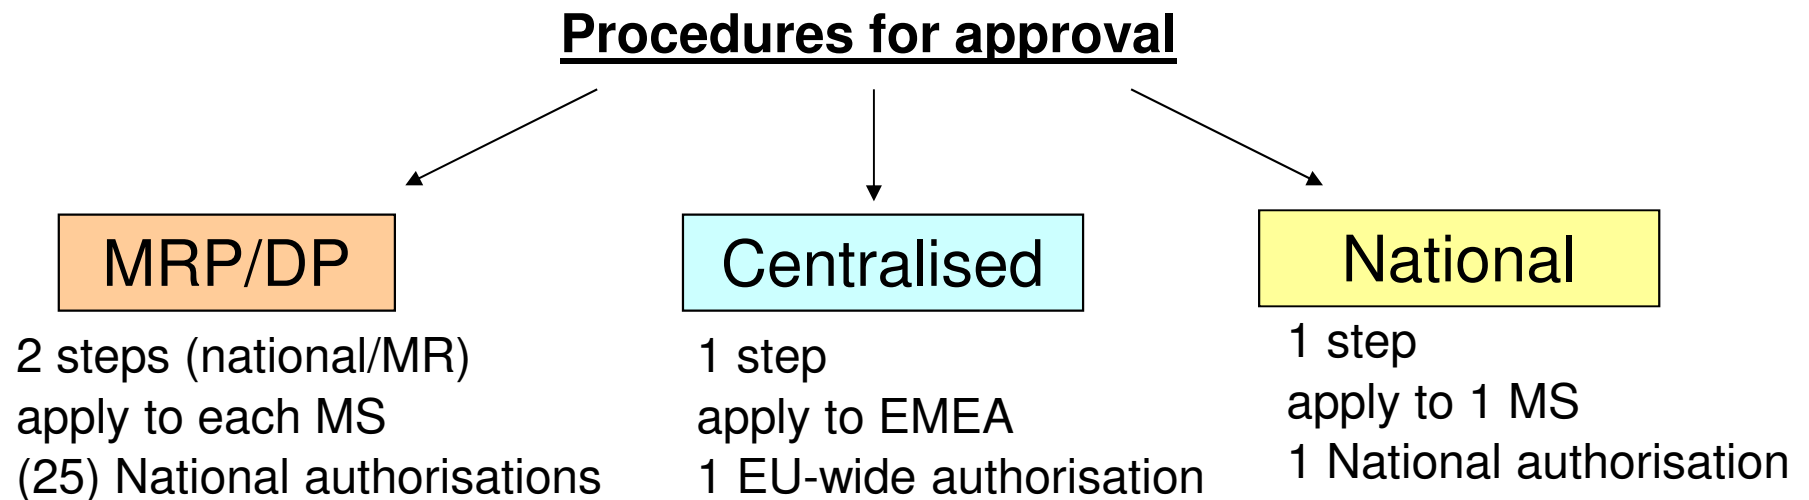 Procedures for approval
MRP/DP
2 steps (national/MR)
apply to each MS
(25) National authorisations
Centralised
1 step
apply to EMEA
1 EU-wide authorisation
National
1 step
apply to 1 MS
1 National authorisation